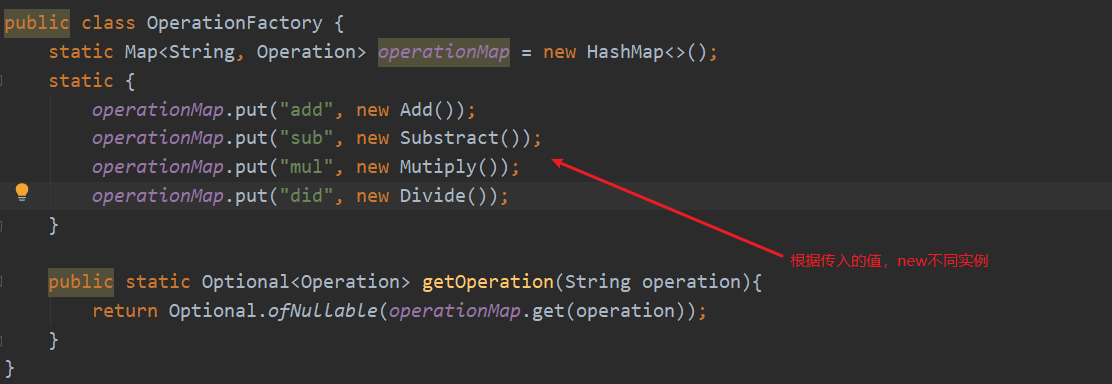 public class OperationFactory {
static Map<String, Operation> operationMap = new HashMap<>();
static {
operationMap.put("add", new Add());
operationMap.put("sub", new Substract());
operationMap.put("mul", new Mutiply());
operationMap.put("did", new Divide());
}
根据传入的值，new不同实例
public static Optional<Operation> getOperation(String operation){
return Optional.ofNullable(operationMap.get(operation));
}
}